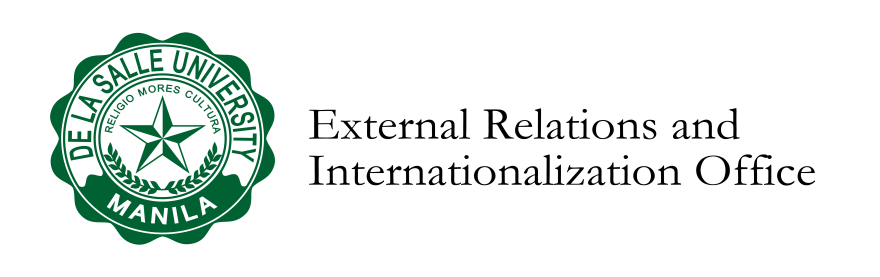 DE LA SALLE UNIVERSITY
RELIGIO MORES CULTURA
MANILA
External Relations and
Internationalization Office